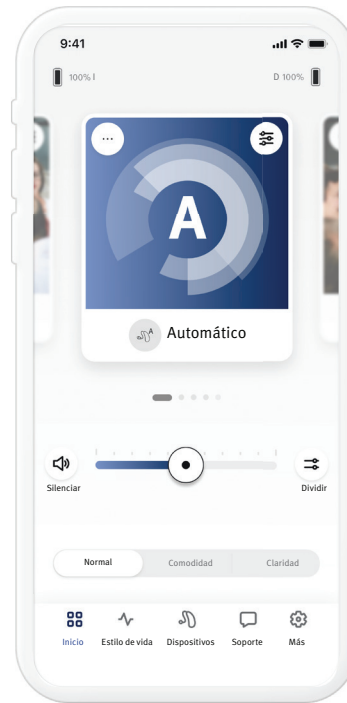 9:41
100% I
D 100%
A
A
Automático
Silenciar
Dividir
Normal
Comodidad
Claridad
Inicio
Estilo de vida
Dispositivos
Soporte
Más